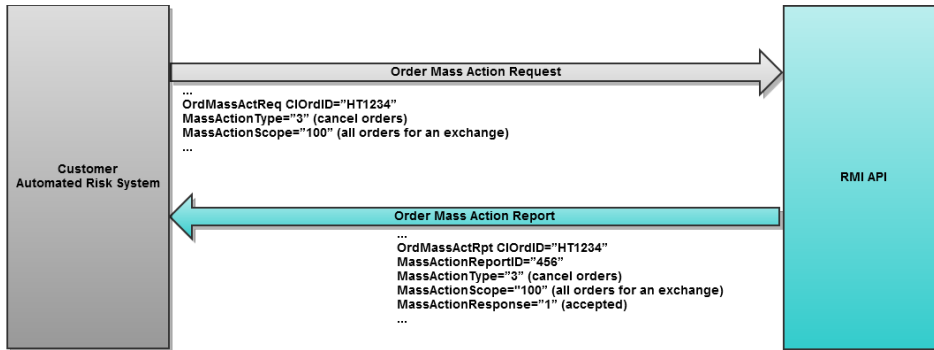 Order Mass Action Request
...
OrdMassActReq ClOrdID="HT1234"
MassActionType="3" (cancel orders)
MassActionScope="100" (all orders for an exchange)
...
Customer
Automated Risk System
RMI API
Order Mass Action Report
...
OrdMassActRpt ClOrdID="HT1234"
MassActionReportID="456"
MassActionType="3" (cancel orders)
MassActionScope="100" (all orders for an exchange)
MassActionResponse="1" (accepted)
...